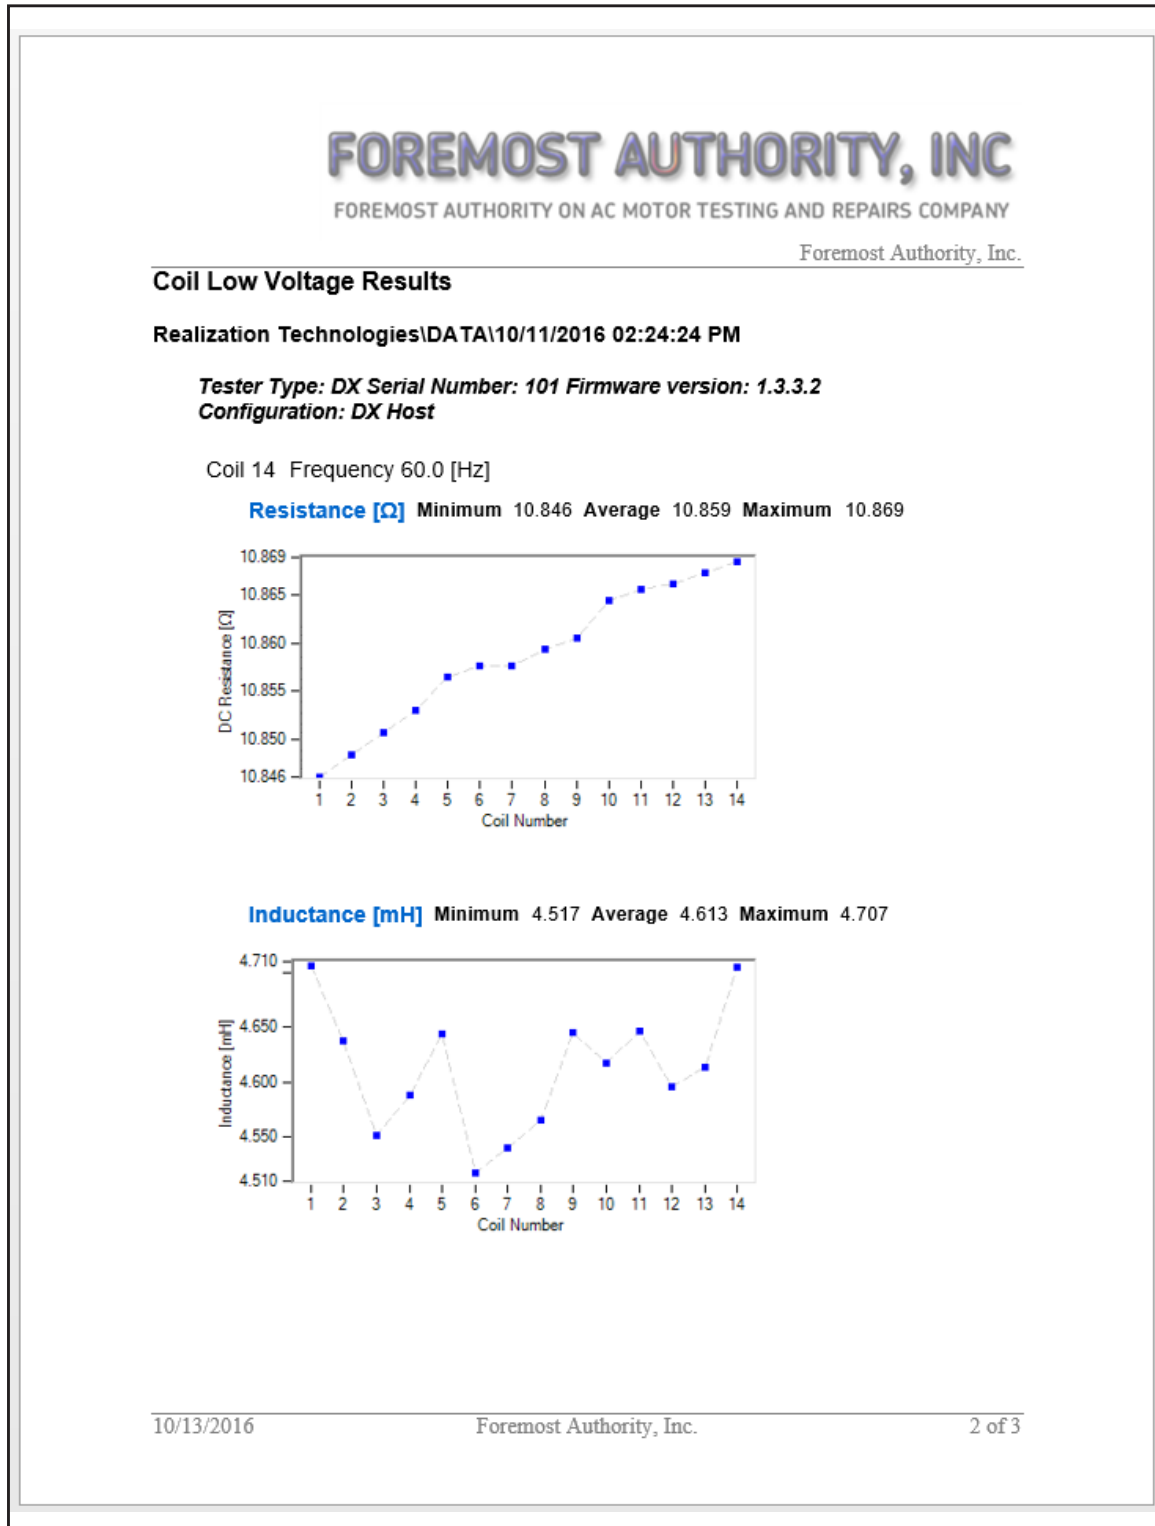 FOREMOST AUTHORITY, INC
FOREMOST AUTHORITY ON AC MOTOR TESTING AND REPAIRS COMPANY
Foremost Authority, Inc.
Coil Low Voltage Results
Realization Technologies\DATA\10/11/2016 02:24:24 PM
Tester Type: DX Serial Number: 101 Firmware version: 1.3.3.2
Configuration: DX Host
Coil 14 Frequency 60.0 [Hz]
Resistance [Ω] Minimum 10.846 Average 10.859 Maximum 10.869
DC Resistance [Ω]
10.869
10.865
10.860
10.855
10.850
10.846
1 2 3 4 5 6 7 8 9 10 11 12 13 14
Coil Number
Inductance [mH] Minimum 4.517 Average 4.613 Maximum 4.707
Inductance [mH]
4.710
4.650
4.600
4.550
4.510
1 2 3 4 5 6 7 8 9 10 11 12 13 14
Coil Number
10/13/2016 Foremost Authority, Inc. 2 of 3